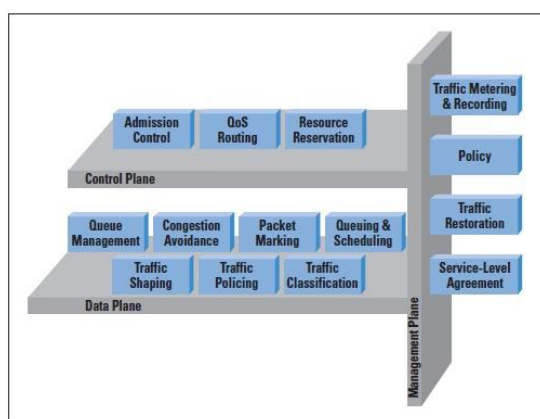 Admission
Control
QoS
Routing
Resource
Reservation
Control Plane
Queue
Management
Congestion
Avoidance
Packet
Marking
Queuing &
Scheduling
Traffic
Shaping
Traffic
Policing
Traffic
Classification
Data Plane
Management Plane
Traffic Metering
& Recording
Policy
Traffic
Restoration
Service-Level
Agreement